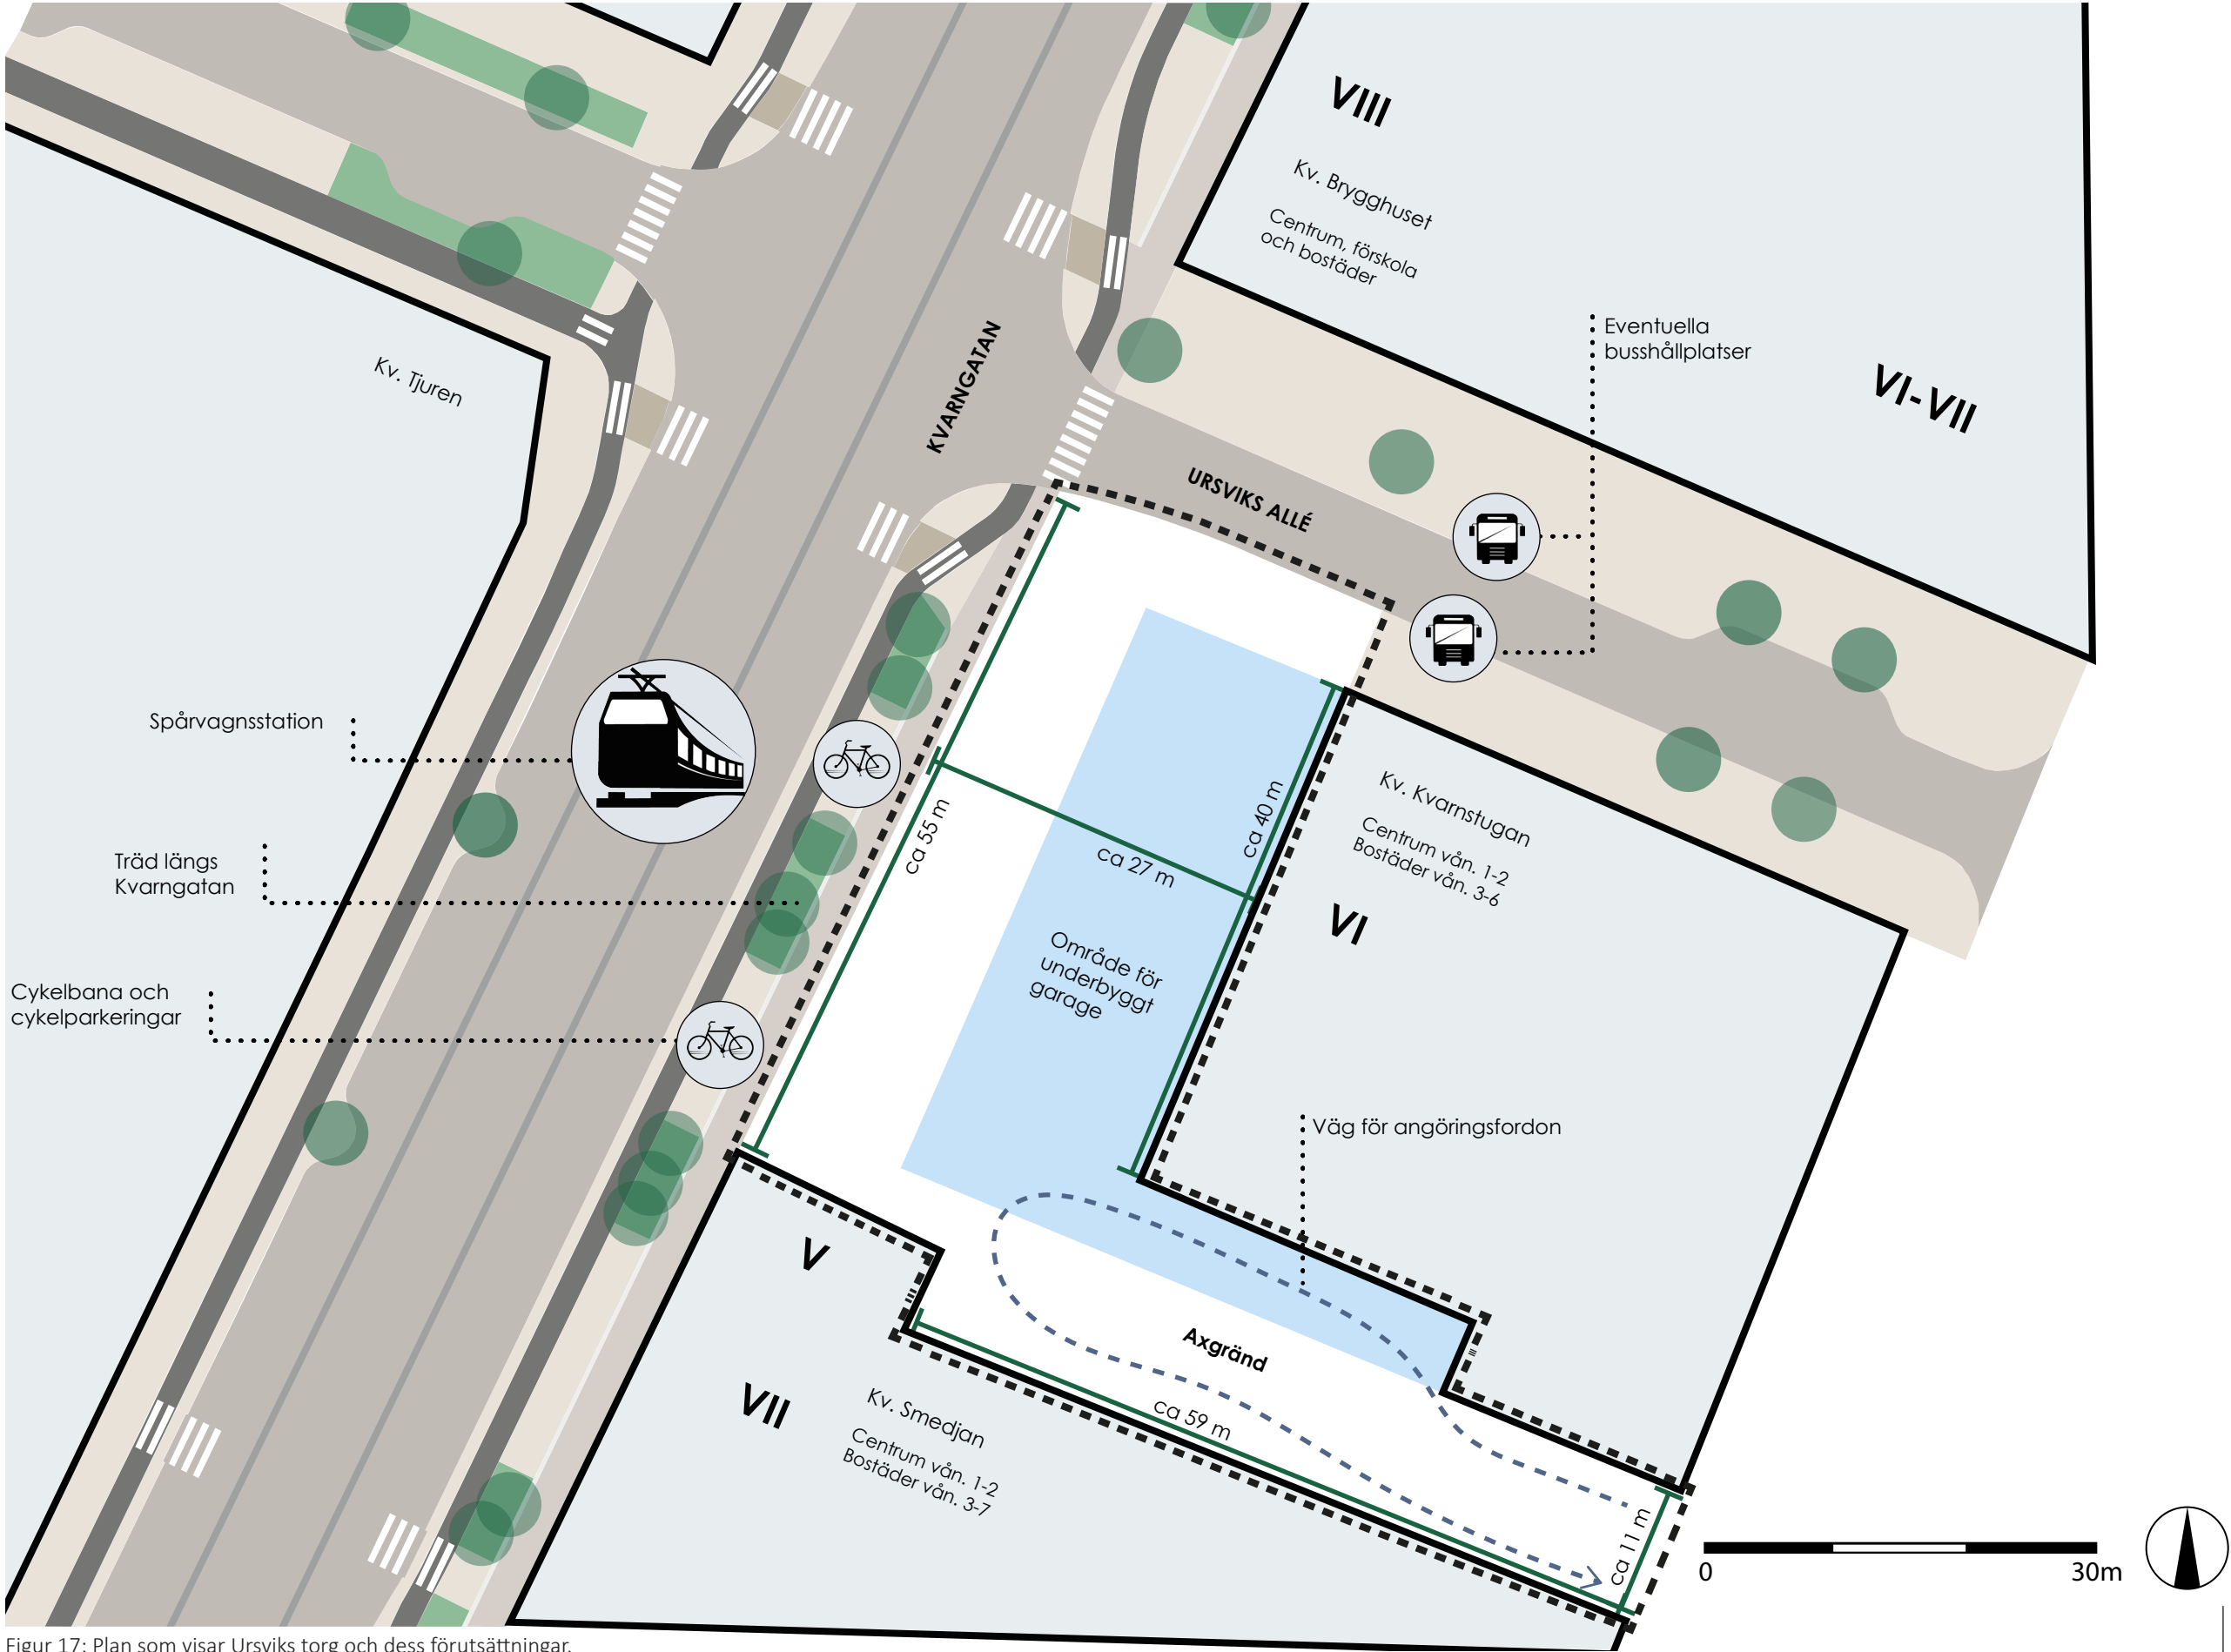 VIIII
Kv. Brygghuset
Centrum, förskola
och bostäder
Eventuella
busshållplatser
VI-VII
Kv. Tjuren
KVARNGATAN
URSVIKS ALLÉ
Spårvagnsstation
Träd längs
Kvarngatan
Cykelbana och
cykelparkeringar
ca 55 m
ca 27 m
ca 40 m
Kv. Kvarnstugan
Centrum vån. 1-2
Bostäder vån. 3-6
VI
Område för
underbyggt
garage
Väg för angöringsfordon
V
III
III
Axgränd
VII
Kv. Smedjan
Centrum vån. 1-2
Bostäder vån. 3-7
ca 59 m
ca 11 m
0
30m
Figur 17: Plan som visar Ursviks torg och dess förutsättningar.